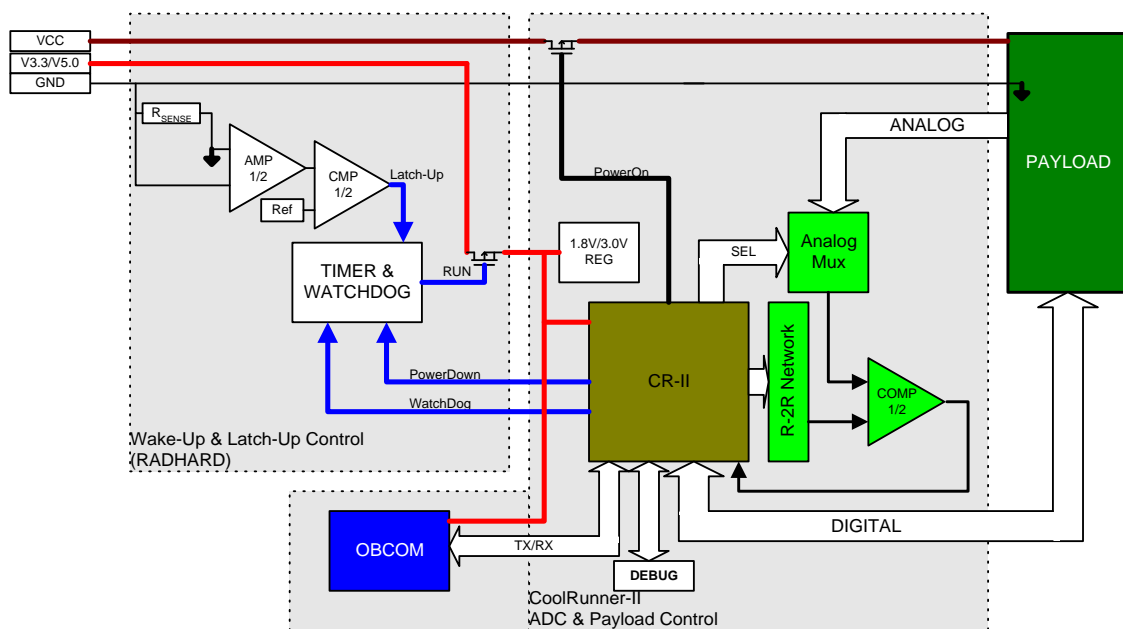 VCC
V3.3/V5.0
GND
R_SENSE
AMP
1/2
CMP
1/2
Latch-Up
Ref
TIMER &
WATCHDOG
RUN
PowerDown
WatchDog
Wake-Up & Latch-Up Control
(RADHARD)
PowerOn
1.8V/3.0V
REG
SEL
ANALOG
Analog
Mux
PAYLOAD
CR-II
R-2R Network
COMP
1/2
DIGITAL
OBCOM
TX/RX
DEBUG
CoolRunner-II
ADC & Payload Control